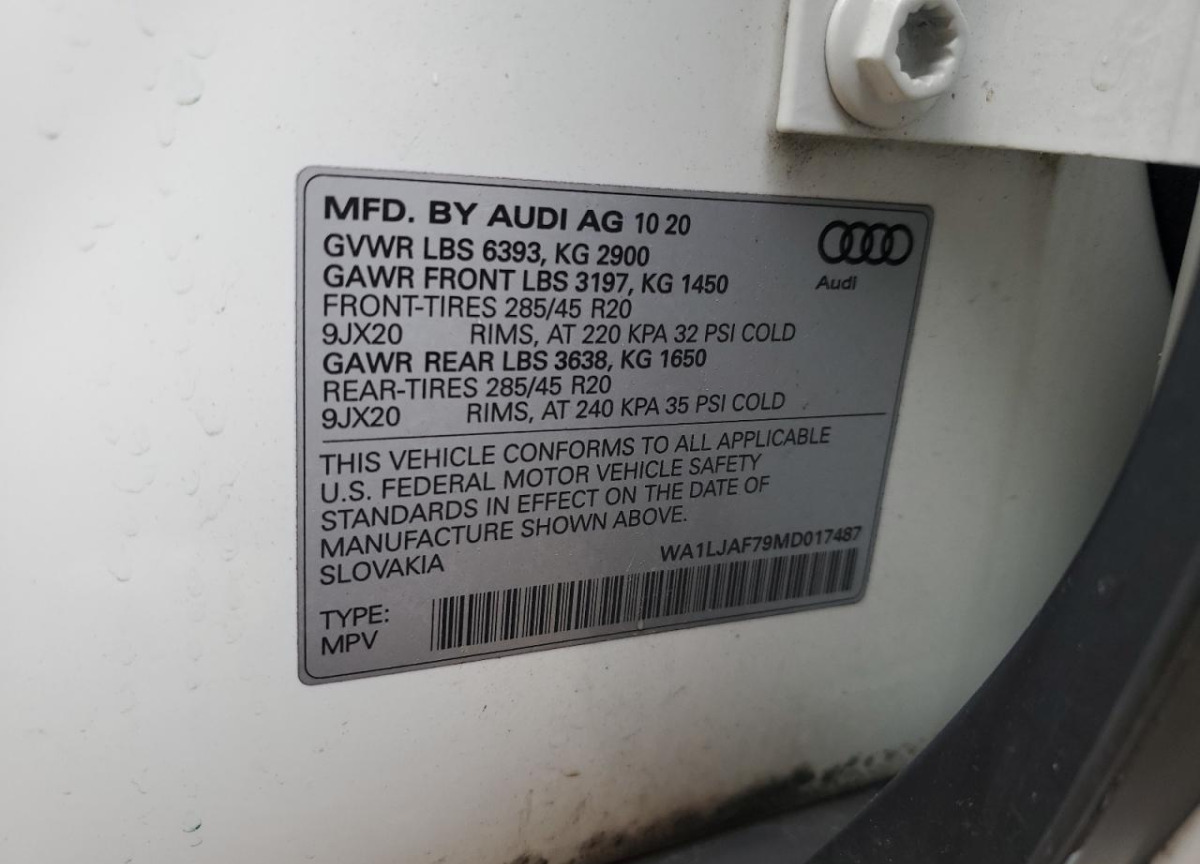 MFD. BY AUDI AG 10 20
GVWR LBS 6393, KG 2900
GAWR FRONT LBS 3197, KG 1450
FRONT-TIRES 285/45 R20
9JX20 RIMS, AT 220 KPA 32 PSI COLD
GAWR REAR LBS 3638, KG 1650
REAR-TIRES 285/45 R20
9JX20 RIMS, AT 240 KPA 35 PSI COLD
Audi
THIS VEHICLE CONFORMS TO ALL APPLICABLE
U.S. FEDERAL MOTOR VEHICLE SAFETY
STANDARDS IN EFFECT ON THE DATE OF
MANUFACTURE SHOWN ABOVE.
SLOVAKIA
WA1LJAF79MD017487
TYPE:
MPV